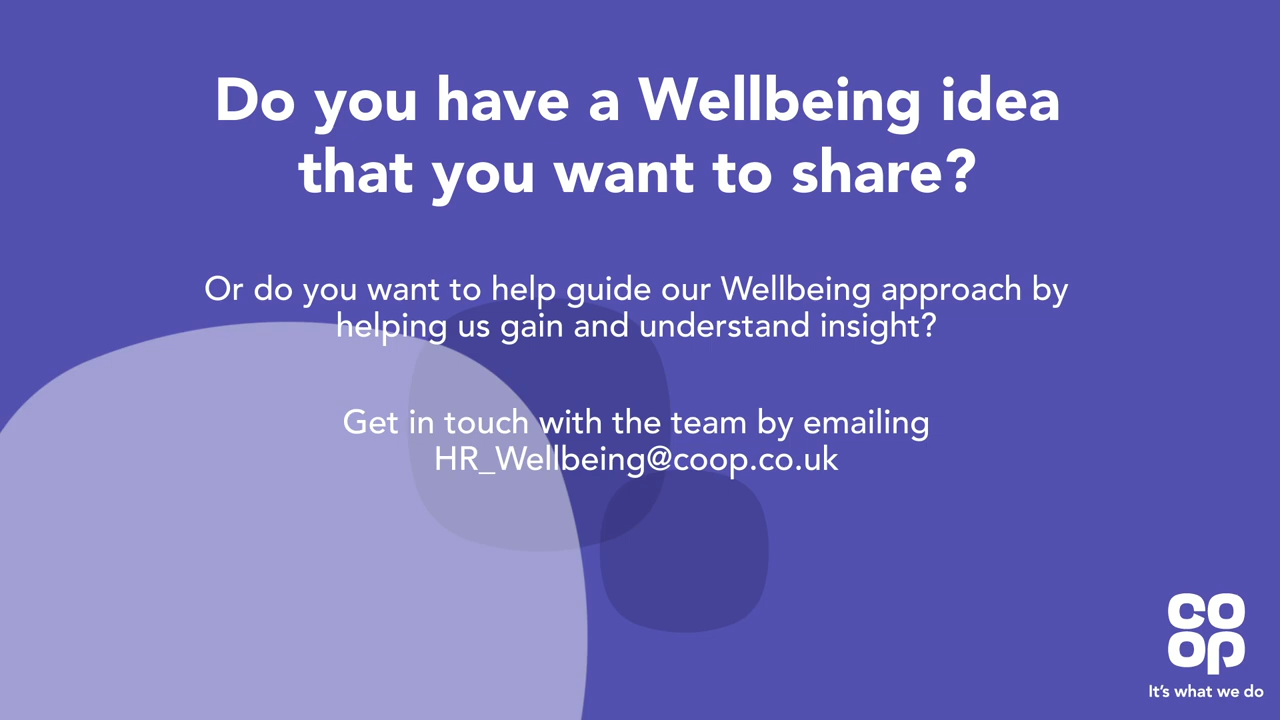 Do you have a Wellbeing idea
that you want to share?
Or do you want to help guide our Wellbeing approach by
helping us gain and understand insight?
Get in touch with the team by emailing
HR_Wellbeing@coop.co.uk
co
op
It's what we do